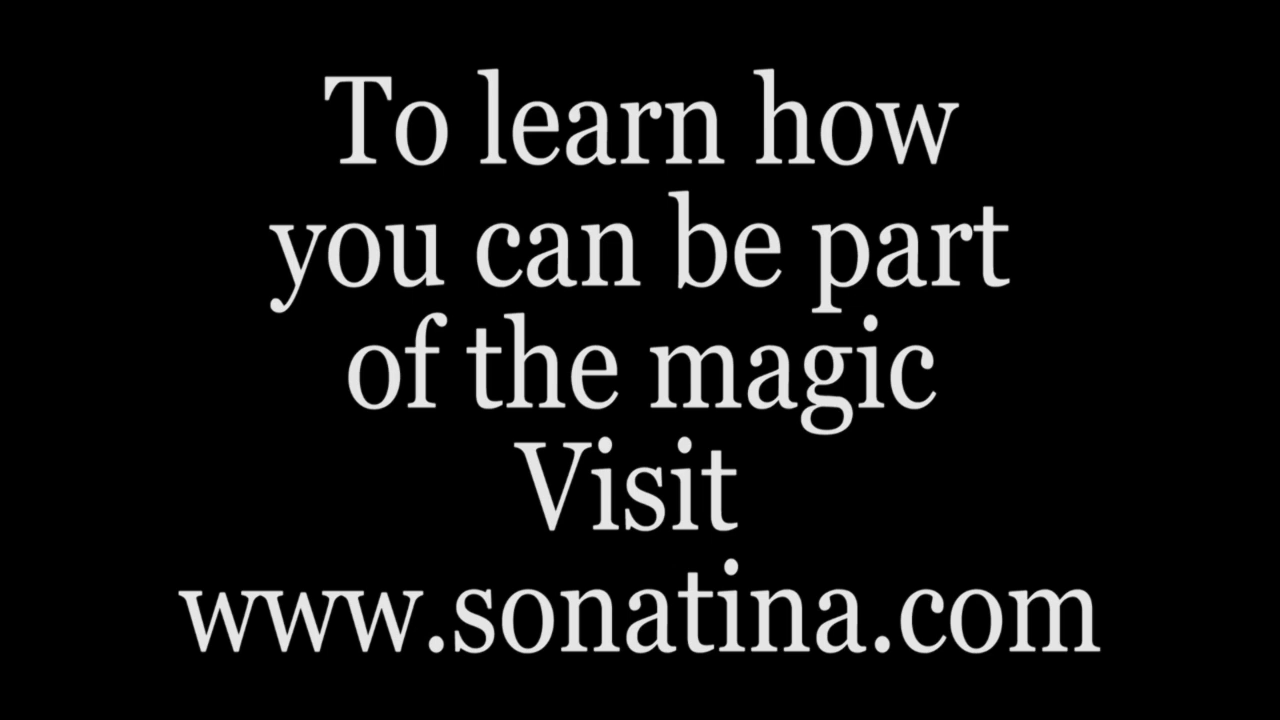 To learn how
you can be part
of the magic
Visit
www.sonatina.com